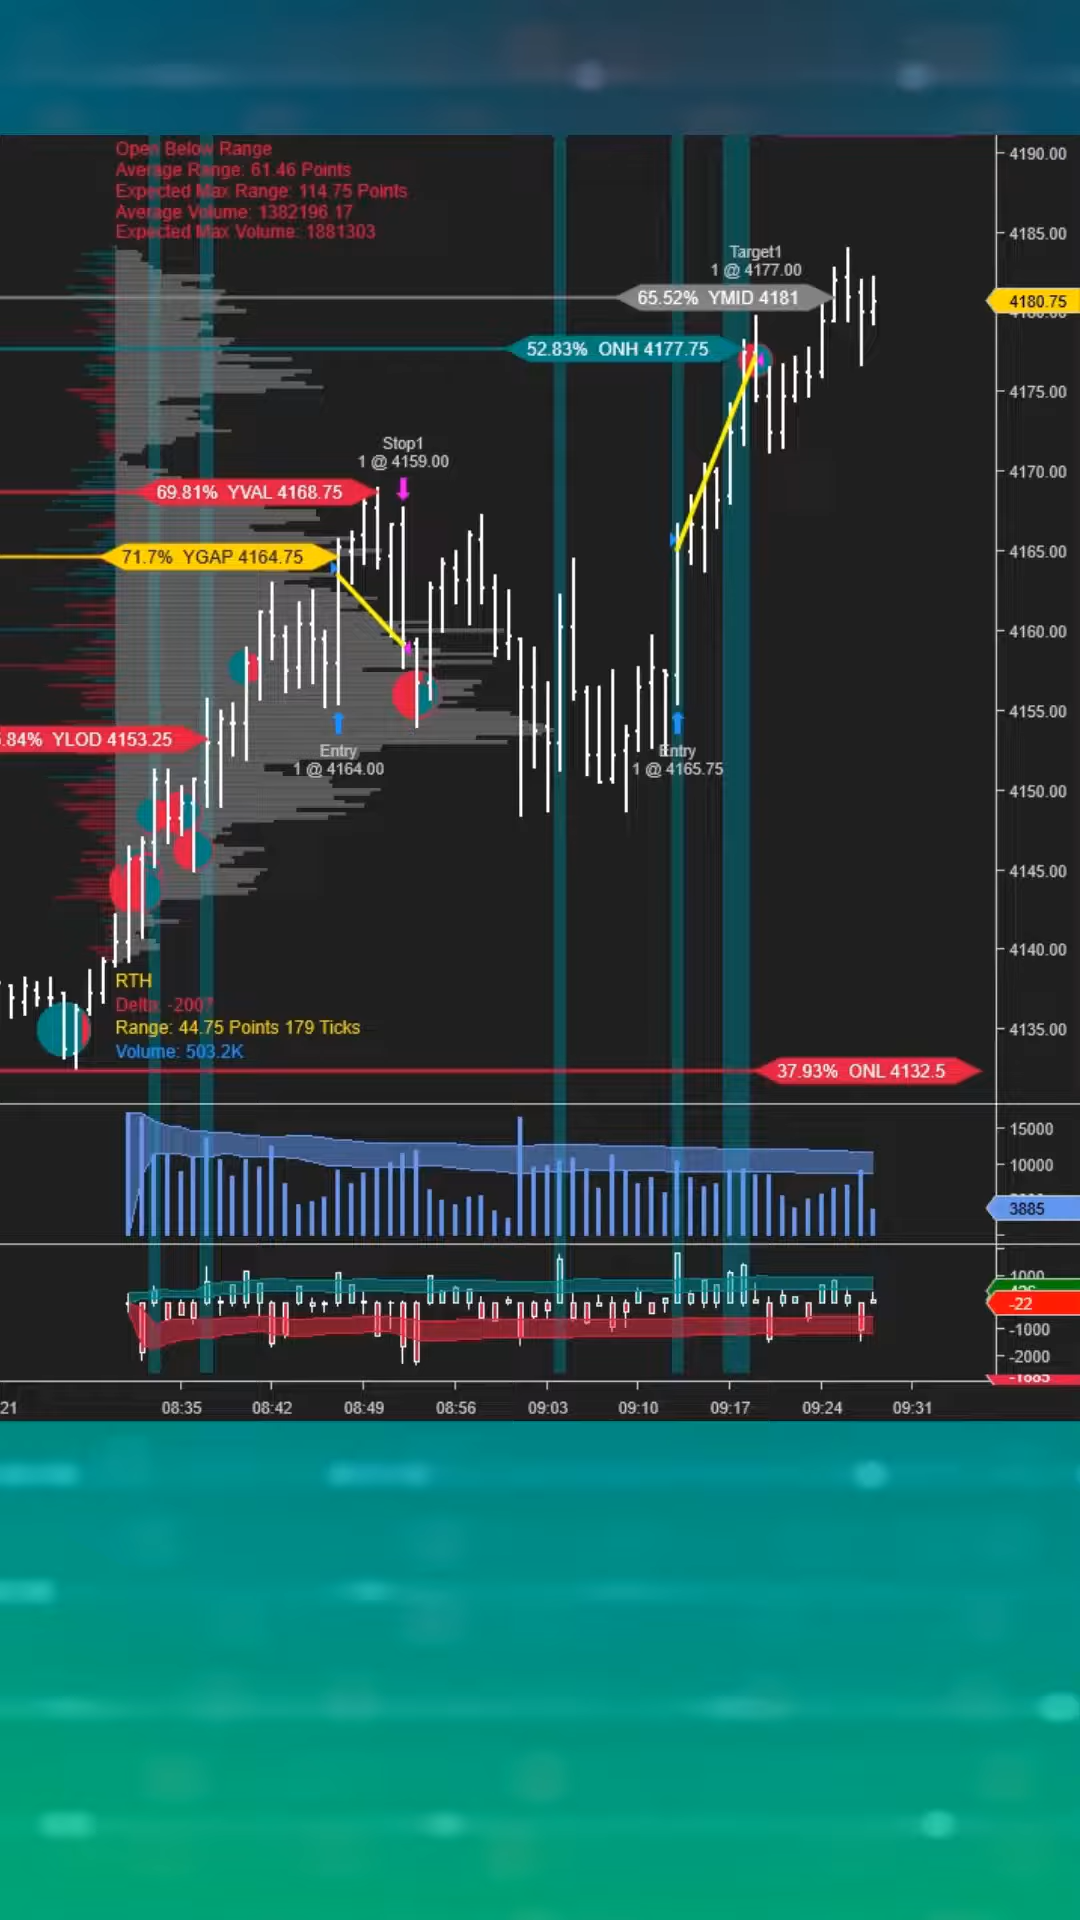 Open Below Range
Average Range: 61.46 Points
Expected Max Range: 114.75 Points
Average Volume: 1382196.17
Expected Max Volume: 1881303
4190.00
4185.00
Target1
1 @ 4177.00
65.52% YMID 4181
4180.75
52.83% ONH 4177.75
4175.00
Stop1
1 @ 4159.00
4170.00
69.81% YVAL 4168.75
71.7% YGAP 4164.75
4165.00
4160.00
4155.00
.84% YLOD 4153.25
Entry
1 @ 4164.00
Entry
1 @ 4165.75
4150.00
4145.00
4140.00
RTH
Delta: -2007
Range: 44.75 Points 179 Ticks
Volume: 503.2K
4135.00
37.93% ONL 4132.5
15000
10000
3885
1000
-22
-1000
-2000
21
08:35
08:42
08:49
08:56
09:03
09:10
09:17
09:24
09:31